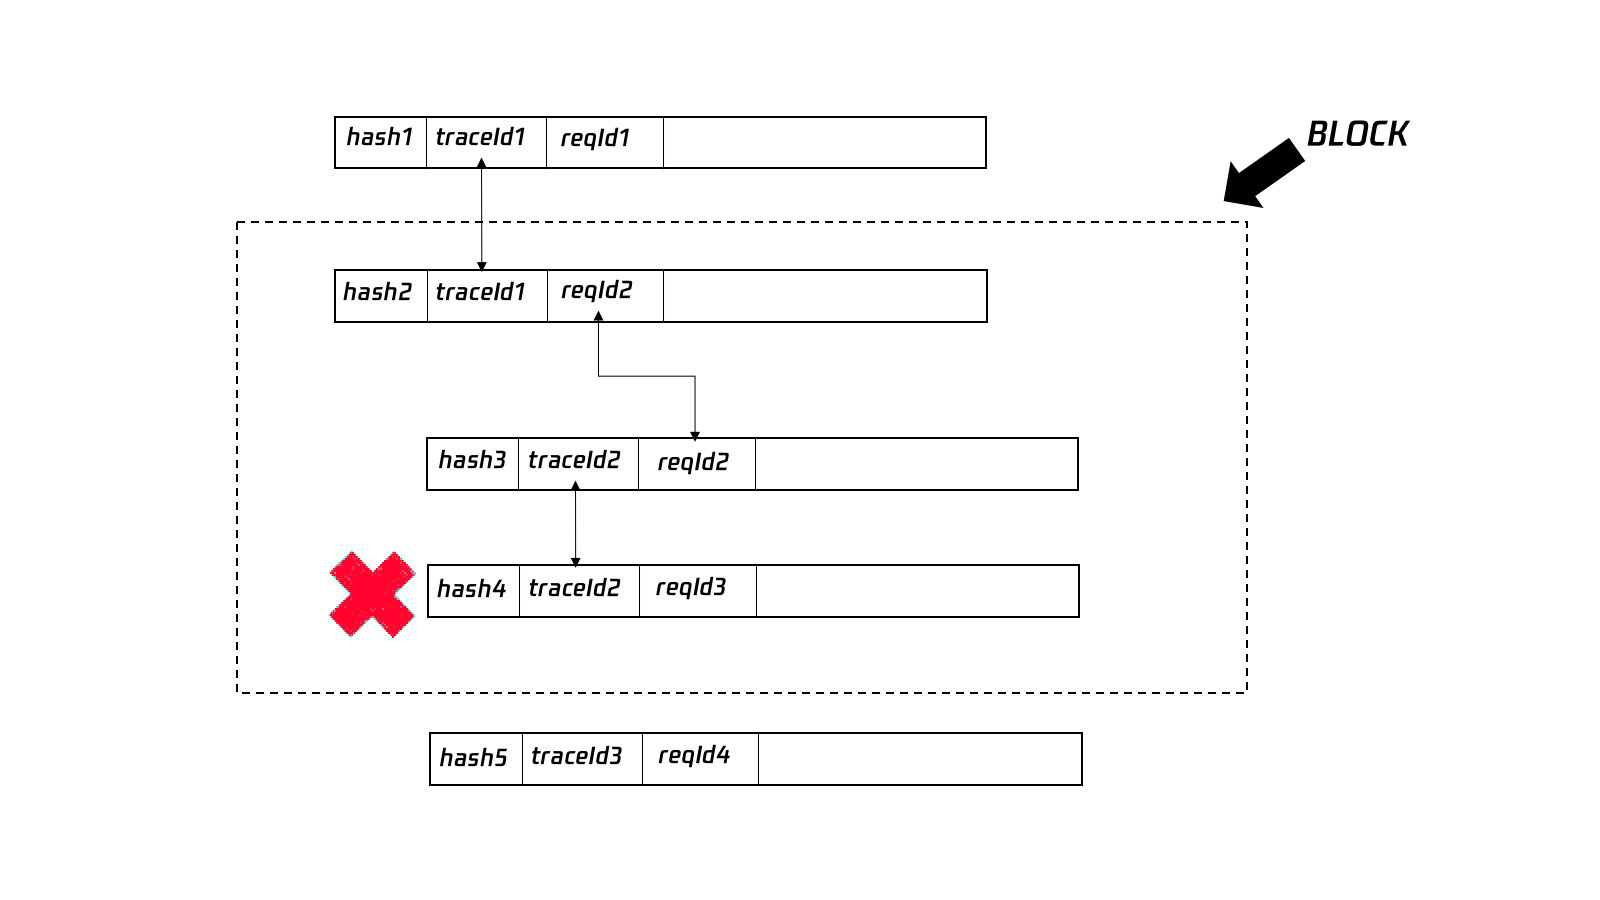 BLOCK
hash1 traceId1 reqId1
hash2 traceId1 reqId2
hash3 traceId2 reqId2
hash4 traceId2 reqId3
hash5 traceId3 reqId4